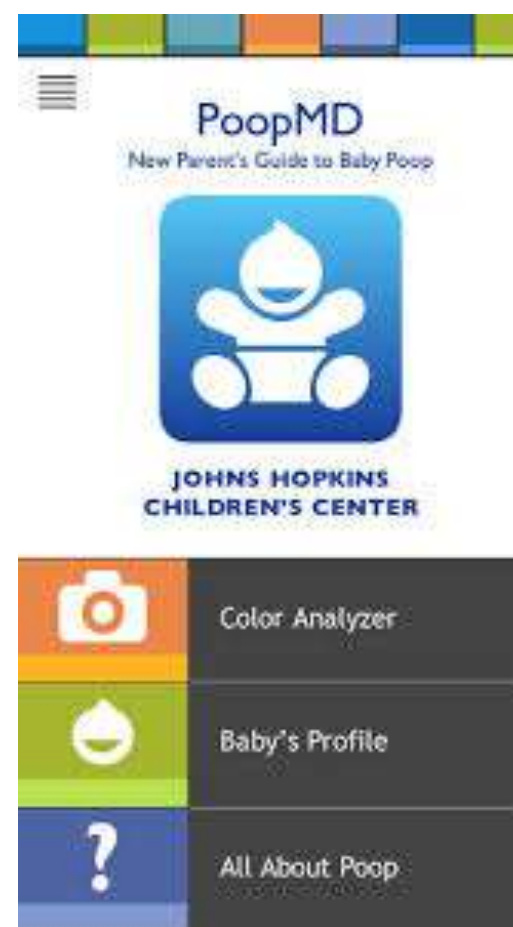 PoopMD
New Parent's Guide to Baby Poop
JOHNS HOPKINS
CHILDREN'S CENTER
Color Analyzer
Baby's Profile
All About Poop